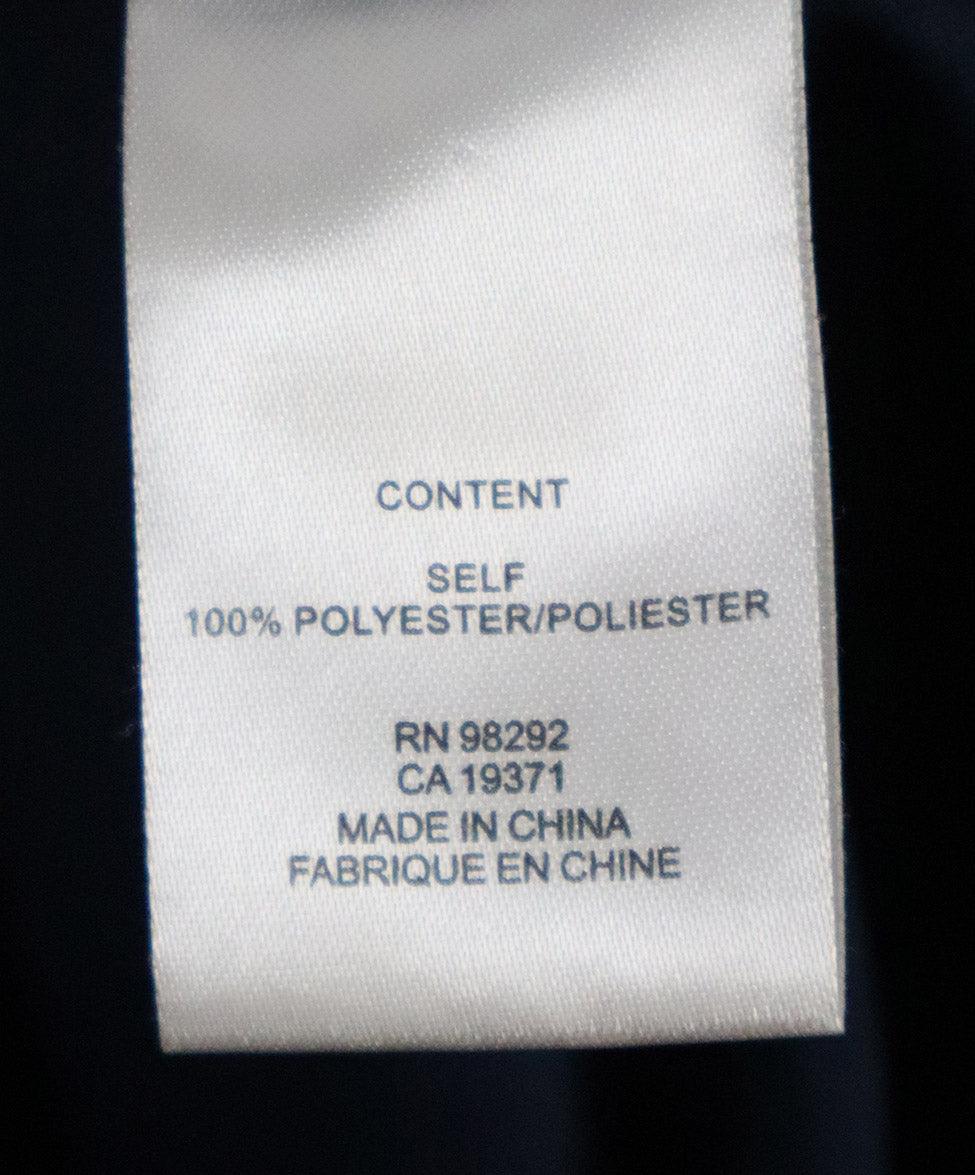 CONTENT
SELF
100% POLYESTER/POLIESTER
RN 98292
CA 19371
MADE IN CHINA
FABRIQUE EN CHINE